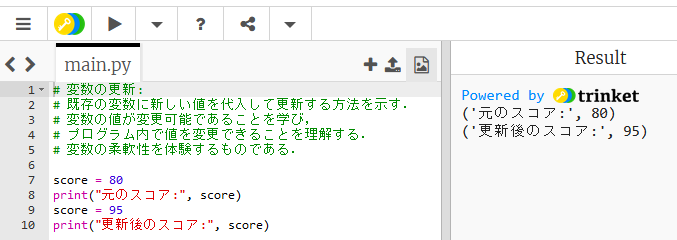 main.py
1 # 変数の更新:
2 # 既存の変数に新しい値を代入して更新する方法を示す.
3 # 変数の値が変更可能であることを学び,
4 # プログラム内で値を変更できることを理解する.
5 # 変数の柔軟性を体験するものである.
6
7 score = 80
8 print("元のスコア:", score)
9 score = 95
10 print("更新後のスコア:", score)
Result
Powered by trinket
('元のスコア:', 80)
('更新後のスコア:', 95)